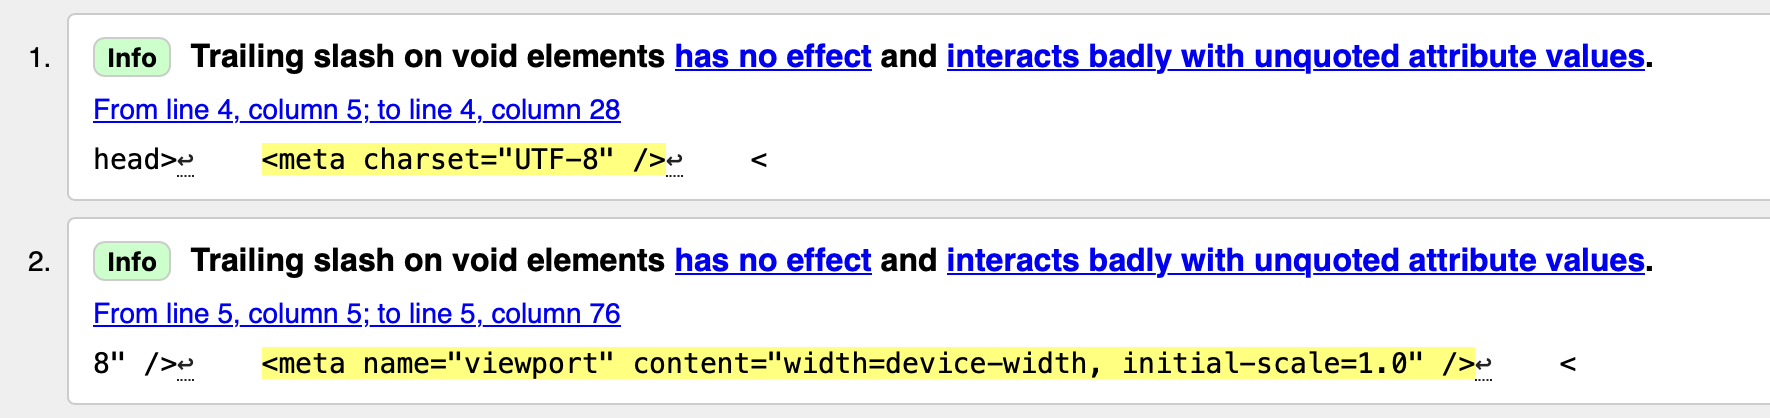 1. Info Trailing slash on void elements has no effect and interacts badly with unquoted attribute values.
From line 4, column 5; to line 4, column 28
head>↩    <meta charset="UTF-8" />↩    <
2. Info Trailing slash on void elements has no effect and interacts badly with unquoted attribute values.
From line 5, column 5; to line 5, column 76
8" />↩    <meta name="viewport" content="width=device-width, initial-scale=1.0" />↩    <